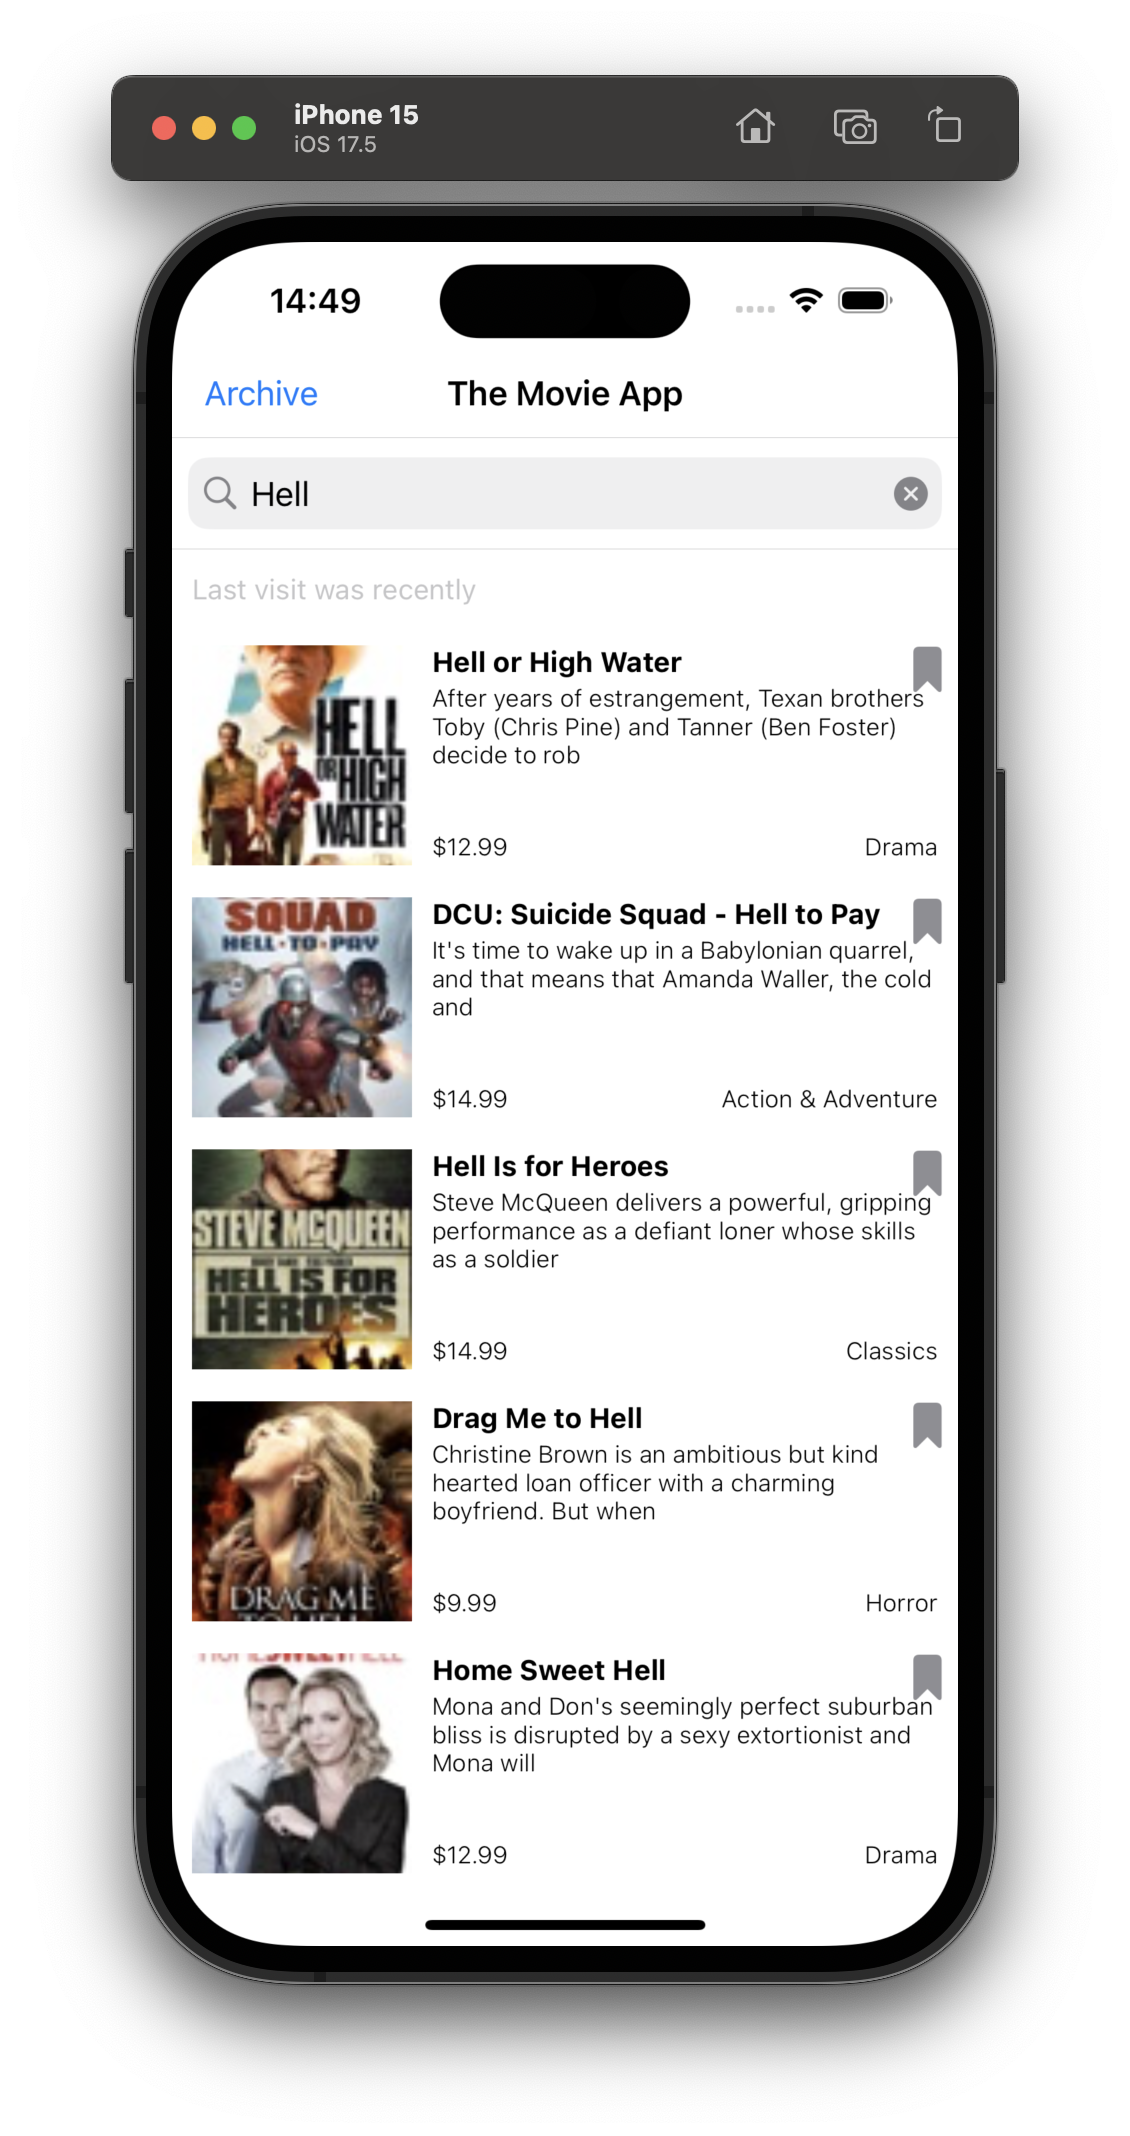 iPhone 15
iOS 17.5
14:49
Archive
The Movie App
Hell
Last visit was recently
HELL
OR HIGH
WATER
Hell or High Water
After years of estrangement, Texan brothers
Toby (Chris Pine) and Tanner (Ben Foster)
decide to rob
$12.99
Drama
SQUAD
HELL·TO·PAY
DCU: Suicide Squad - Hell to Pay
It's time to wake up in a Babylonian quarrel,
and that means that Amanda Waller, the cold
and
$14.99
Action & Adventure
STEVE McQUEEN
HELL IS FOR
HEROES
Hell Is for Heroes
Steve McQueen delivers a powerful, gripping
performance as a defiant loner whose skills
as a soldier
$14.99
Classics
DRAG ME
TO HELL
Drag Me to Hell
Christine Brown is an ambitious but kind
hearted loan officer with a charming
boyfriend. But when
$9.99
Horror
HOME SWEET HELL
Home Sweet Hell
Mona and Don's seemingly perfect suburban
bliss is disrupted by a sexy extortionist and
Mona will
$12.99
Drama